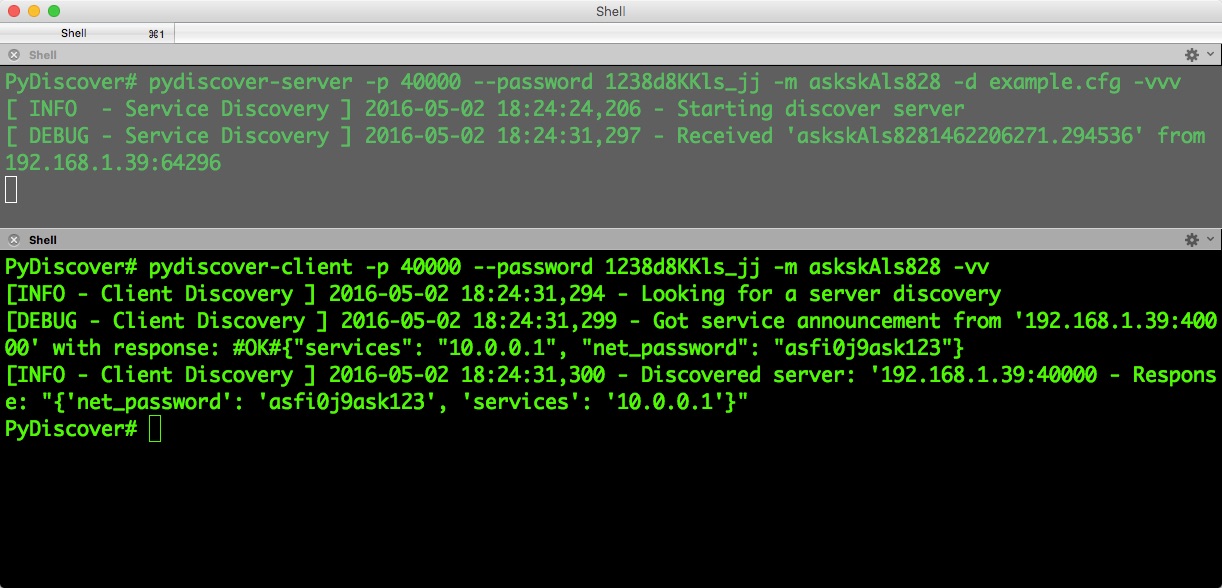 Shell
Shell ⌘1
Shell
PyDiscover# pydiscover-server -p 40000 --password 1238d8KKls_jj -m askskAls828 -d example.cfg -vvv
[ INFO  - Service Discovery ] 2016-05-02 18:24:24,206 - Starting discover server
[ DEBUG - Service Discovery ] 2016-05-02 18:24:31,297 - Received 'askskAls8281462206271.294536' from
192.168.1.39:64296
Shell
PyDiscover# pydiscover-client -p 40000 --password 1238d8KKls_jj -m askskAls828 -vv
[INFO - Client Discovery ] 2016-05-02 18:24:31,294 - Looking for a server discovery
[DEBUG - Client Discovery ] 2016-05-02 18:24:31,299 - Got service announcement from '192.168.1.39:400
00' with response: #OK#{"services": "10.0.0.1", "net_password": "asfi0j9ask123"}
[INFO - Client Discovery ] 2016-05-02 18:24:31,300 - Discovered server: '192.168.1.39:40000 - Respons
e: "{'net_password': 'asfi0j9ask123', 'services': '10.0.0.1'}"
PyDiscover#